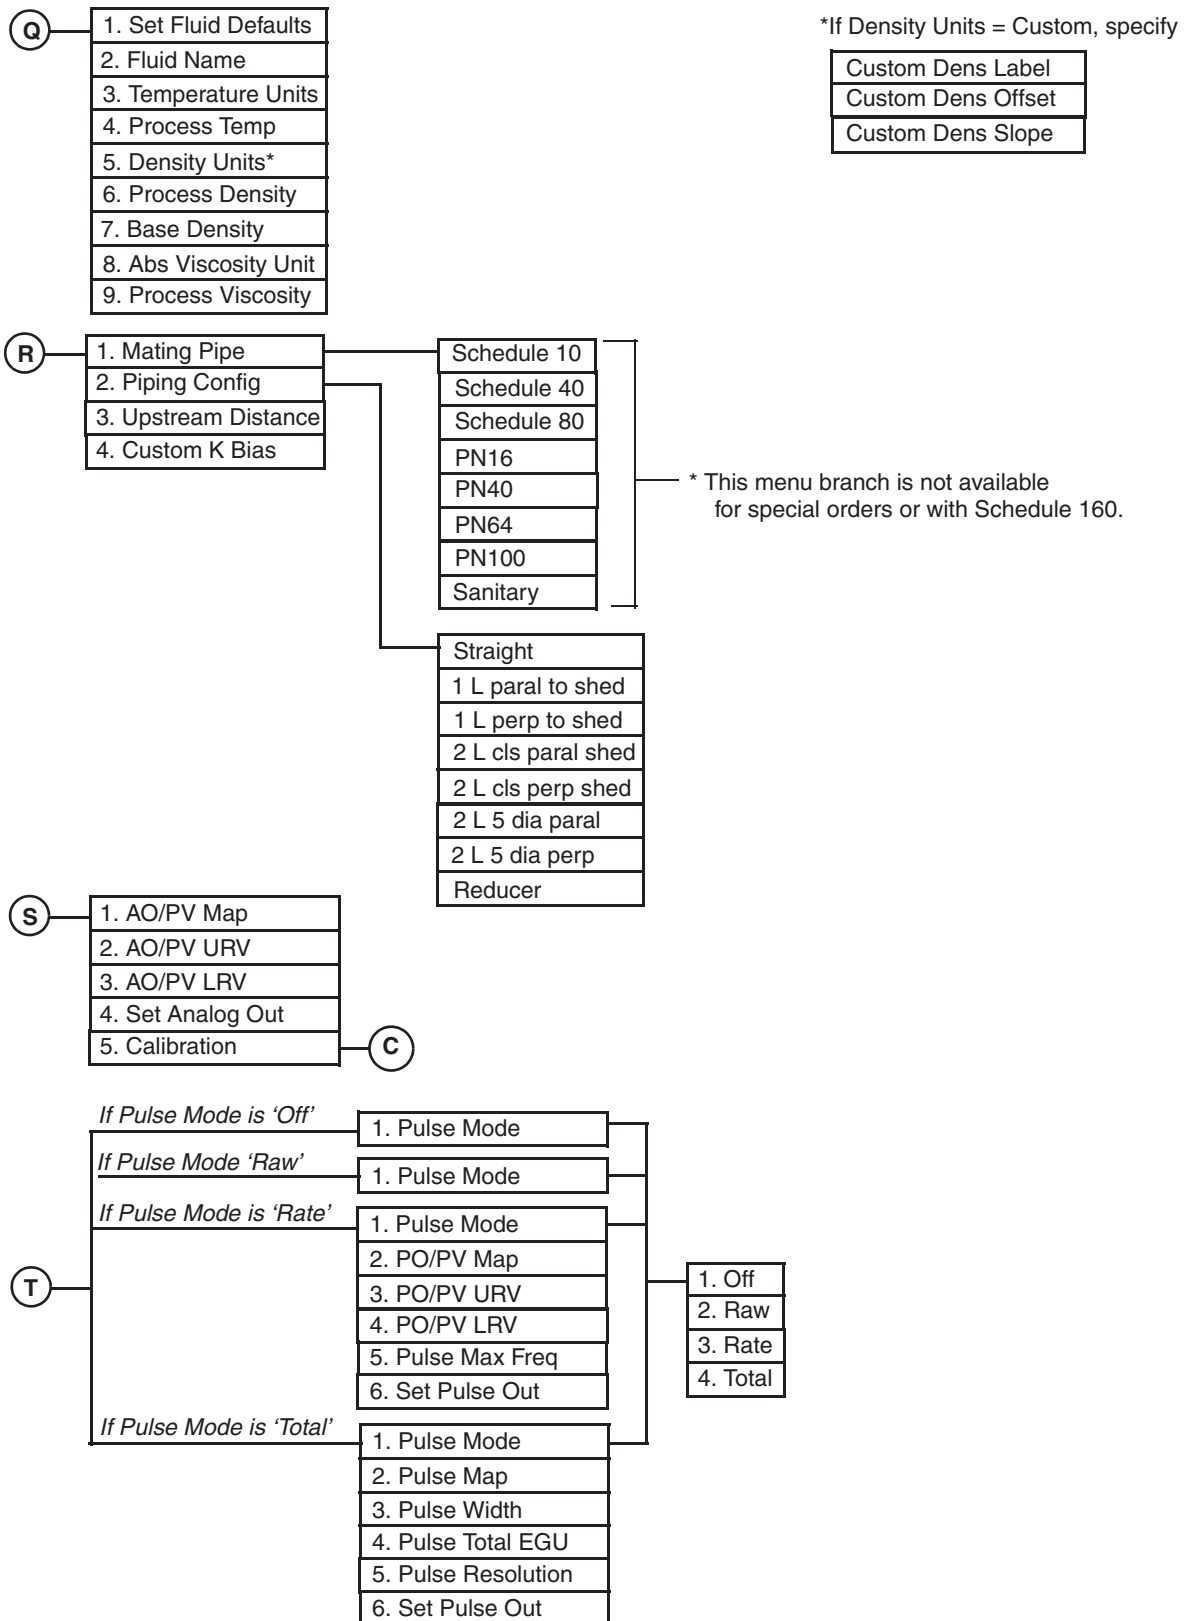 Q
1. Set Fluid Defaults
2. Fluid Name
3. Temperature Units
4. Process Temp
5. Density Units*
6. Process Density
7. Base Density
8. Abs Viscosity Unit
9. Process Viscosity
*If Density Units = Custom, specify
Custom Dens Label
Custom Dens Offset
Custom Dens Slope
R
1. Mating Pipe
2. Piping Config
3. Upstream Distance
4. Custom K Bias
Schedule 10
Schedule 40
Schedule 80
PN16
PN40
PN64
PN100
Sanitary
* This menu branch is not available
for special orders or with Schedule 160.
Straight
1 L paral to shed
1 L perp to shed
2 L cls paral shed
2 L cls perp shed
2 L 5 dia paral
2 L 5 dia perp
Reducer
S
1. AO/PV Map
2. AO/PV URV
3. AO/PV LRV
4. Set Analog Out
5. Calibration
C
T
If Pulse Mode is ‘Off’
1. Pulse Mode
If Pulse Mode ‘Raw’
1. Pulse Mode
If Pulse Mode is ‘Rate’
1. Pulse Mode
2. PO/PV Map
3. PO/PV URV
4. PO/PV LRV
5. Pulse Max Freq
6. Set Pulse Out
If Pulse Mode is ‘Total’
1. Pulse Mode
2. Pulse Map
3. Pulse Width
4. Pulse Total EGU
5. Pulse Resolution
6. Set Pulse Out
1. Off
2. Raw
3. Rate
4. Total